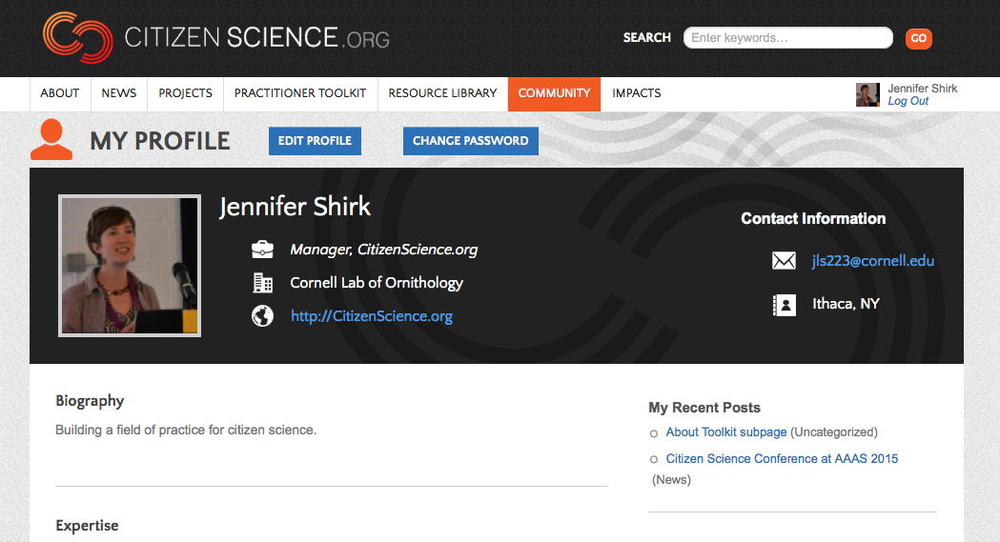 CITIZEN SCIENCE.ORG
SEARCH Enter keywords... GO
ABOUT NEWS PROJECTS PRACTITIONER TOOLKIT RESOURCE LIBRARY COMMUNITY IMPACTS
Jennifer Shirk
Log Out
MY PROFILE EDIT PROFILE CHANGE PASSWORD
Jennifer Shirk
Manager, CitizenScience.org
Cornell Lab of Ornithology
http://CitizenScience.org
Contact Information
jls223@cornell.edu
Ithaca, NY
Biography
Building a field of practice for citizen science.
Expertise
My Recent Posts
About Toolkit subpage (Uncategorized)
Citizen Science Conference at AAAS 2015
(News)